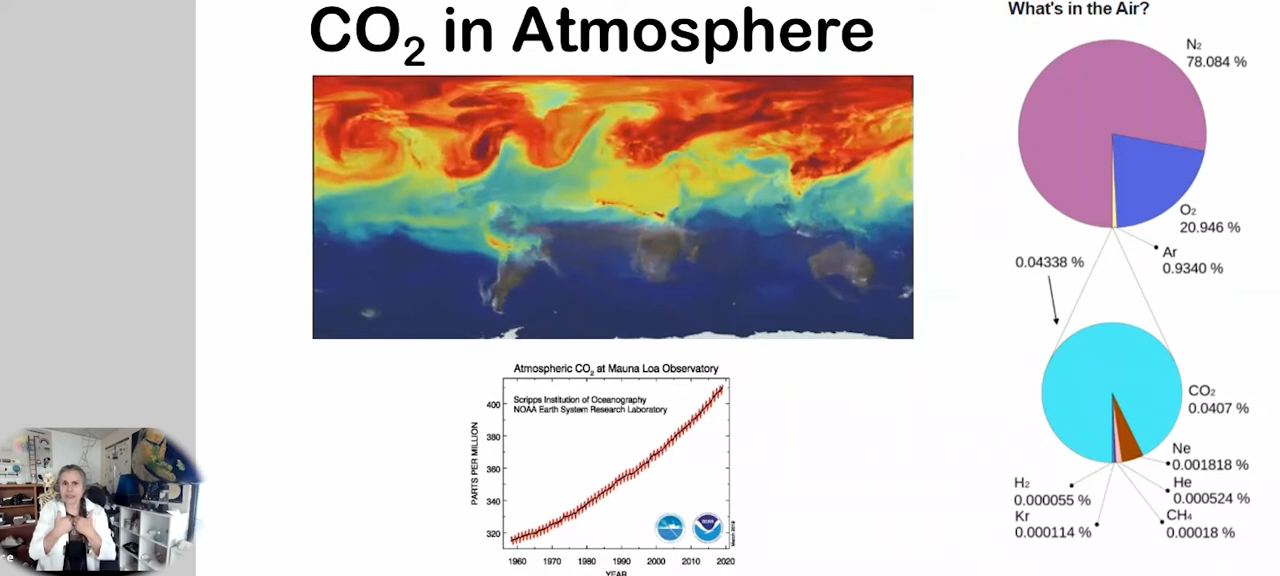 CO₂ in Atmosphere
Atmospheric CO₂ at Mauna Loa Observatory
Scripps Institution of Oceanography
NOAA Earth System Research Laboratory
PARTS PER MILLION
400
380
360
340
320
1960 1970 1980 1990 2000 2010 2020
YEAR
What's in the Air?
N₂
78.084 %
O₂
20.946 %
Ar
0.9340 %
0.04338 %
CO₂
0.0407 %
Ne
0.001818 %
He
0.000524 %
CH₄
0.00018 %
H₂
0.000055 %
Kr
0.000114 %